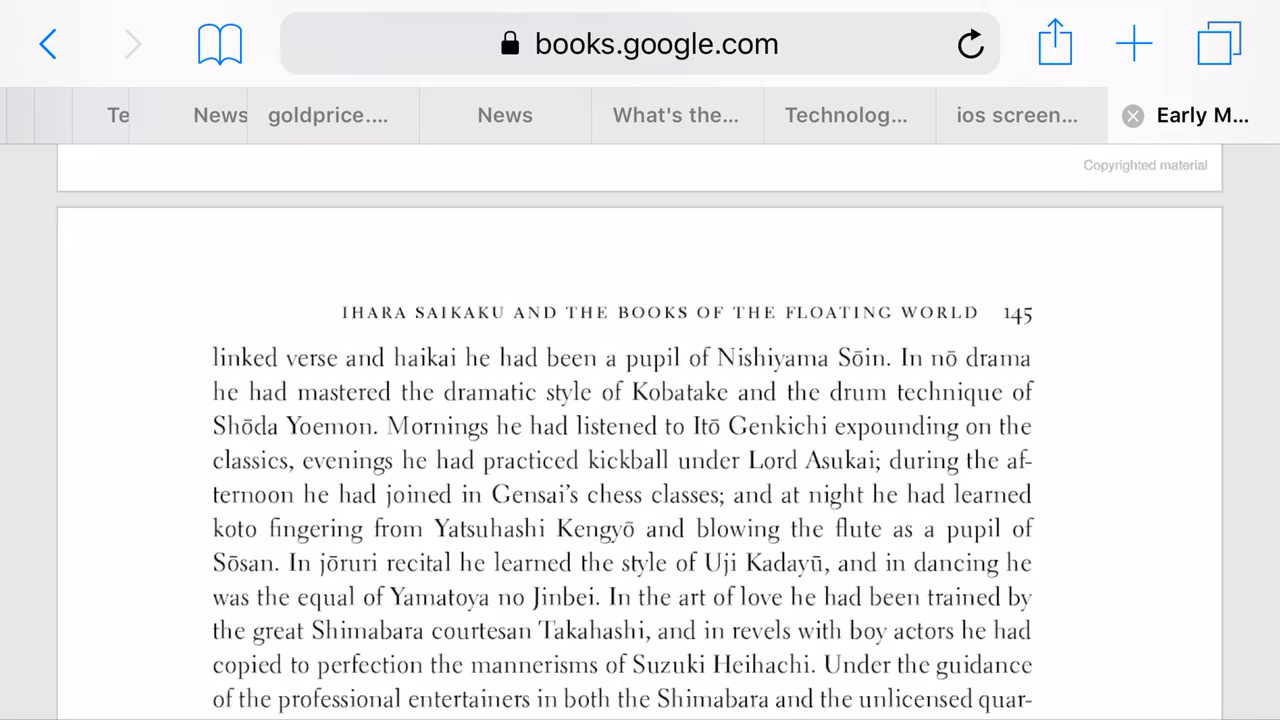 books.google.com
Te
News
goldprice....
News
What's the...
Technolog...
ios screen...
Early M...
Copyrighted material
IHARA SAIKAKU AND THE BOOKS OF THE FLOATING WORLD 145
linked verse and haikai he had been a pupil of Nishiyama Sōin. In nō drama
he had mastered the dramatic style of Kobatake and the drum technique of
Shōda Yoemon. Mornings he had listened to Itō Genkichi expounding on the
classics, evenings he had practiced kickball under Lord Asukai; during the af-
ternoon he had joined in Gensai’s chess classes; and at night he had learned
koto fingering from Yatsuhashi Kengyō and blowing the flute as a pupil of
Sōsan. In jōruri recital he learned the style of Uji Kadayū, and in dancing he
was the equal of Yamatoya no Jinbei. In the art of love he had been trained by
the great Shimabara courtesan Takahashi, and in revels with boy actors he had
copied to perfection the mannerisms of Suzuki Heihachi. Under the guidance
of the professional entertainers in both the Shimabara and the unlicensed quar-